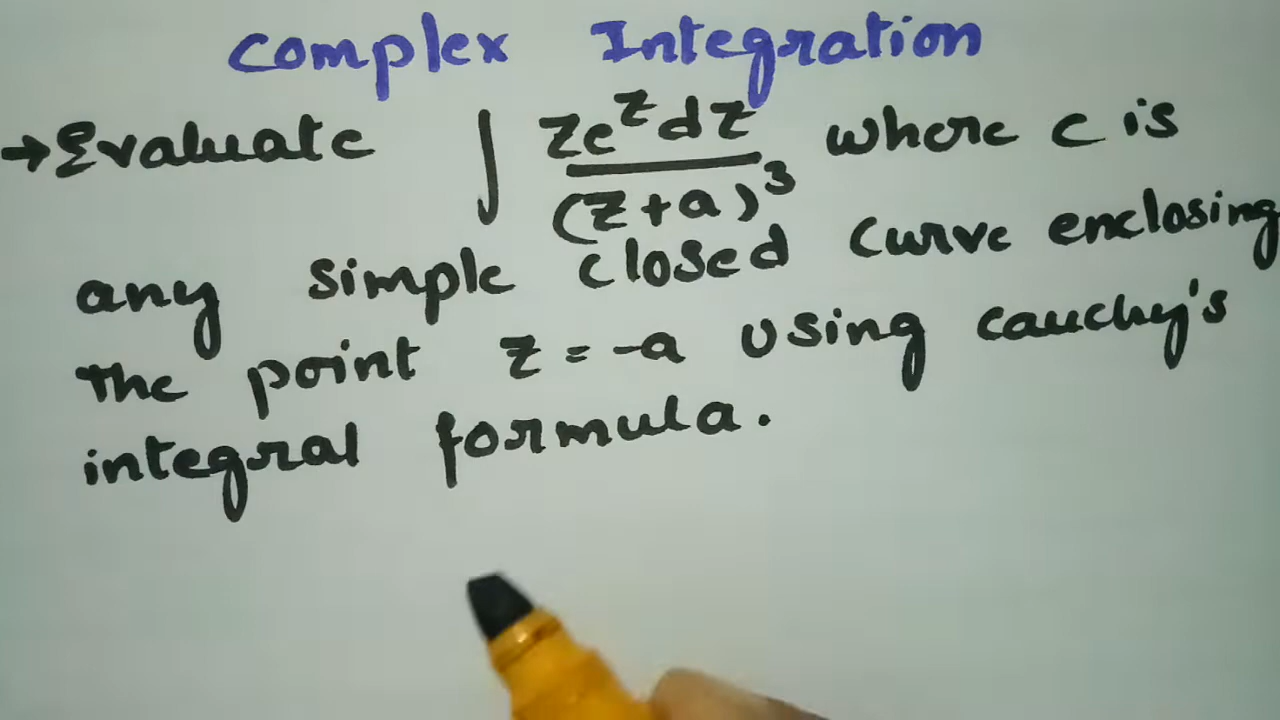 Complex Integration
→Evaluate ∫ ze^z dz / (z+a)^3 where c is
any simple closed curve enclosing
The point z = -a using cauchy's
integral formula.